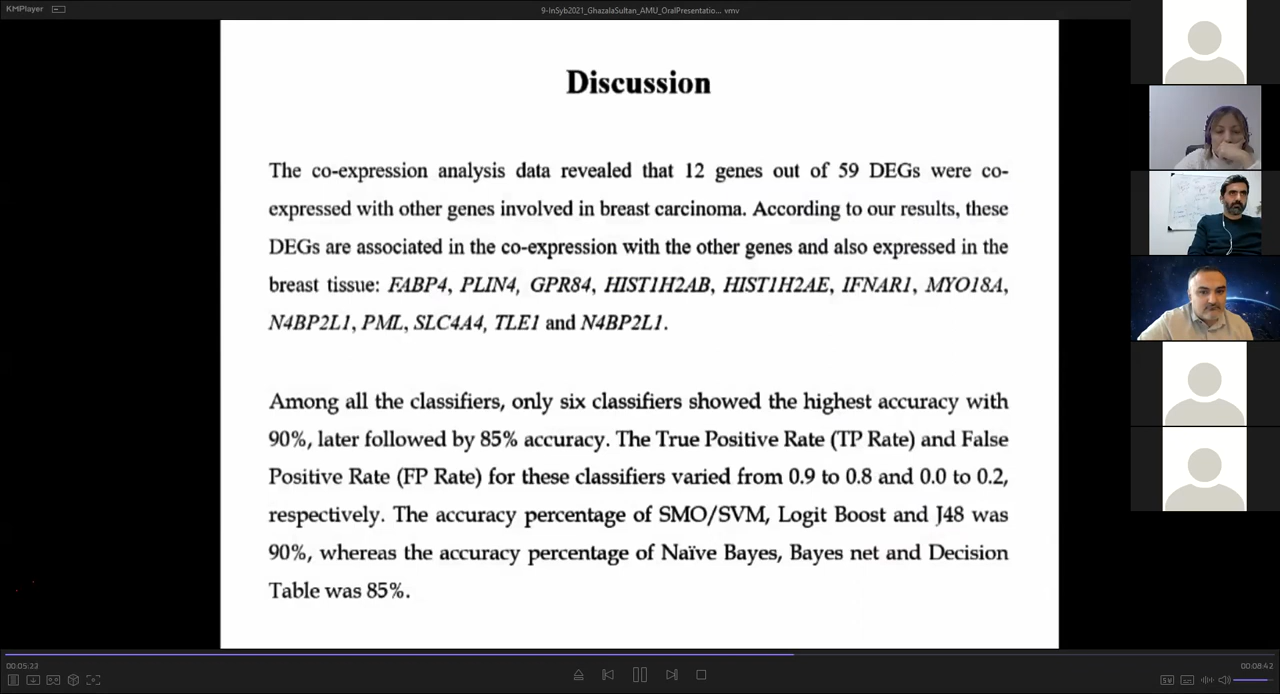 KMPlayer
9-InSyb2021_GhazalaSultan_AMU_OralPresentatio... vmv
Discussion
The co-expression analysis data revealed that 12 genes out of 59 DEGs were co-
expressed with other genes involved in breast carcinoma. According to our results, these
DEGs are associated in the co-expression with the other genes and also expressed in the
breast tissue: FABP4, PLIN4, GPR84, HIST1H2AB, HIST1H2AE, IFNAR1, MYO18A,
N4BP2L1, PML, SLC4A4, TLE1 and N4BP2L1.
Among all the classifiers, only six classifiers showed the highest accuracy with
90%, later followed by 85% accuracy. The True Positive Rate (TP Rate) and False
Positive Rate (FP Rate) for these classifiers varied from 0.9 to 0.8 and 0.0 to 0.2,
respectively. The accuracy percentage of SMO/SVM, Logit Boost and J48 was
90%, whereas the accuracy percentage of Naïve Bayes, Bayes net and Decision
Table was 85%.
00:05:22
00:08:42